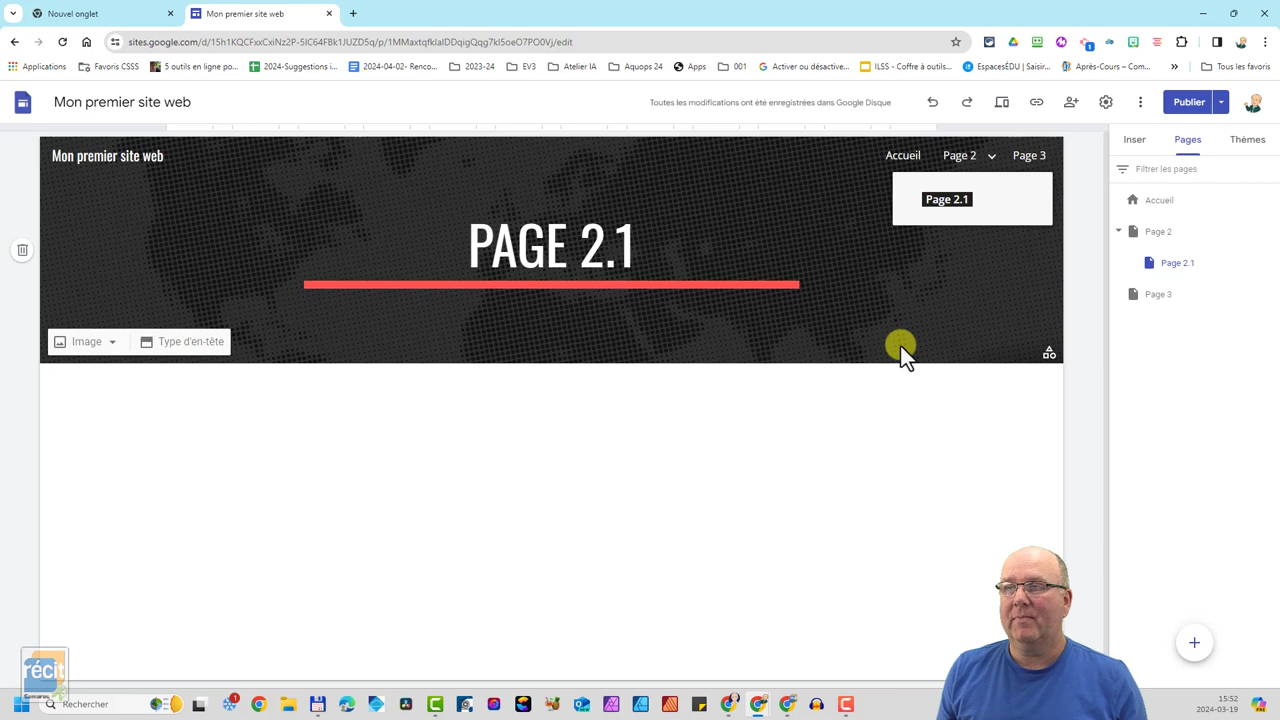 Nouvel onglet
Mon premier site web
sites.google.com/d/15h1KQCFxxCxiNz2P-5IC64FBk1JUZD5q/p/1MMaxtqfklalDDqigQqg7kI5oeO7PO0Vj/edit
Applications
Favoris CSSS
5 outils en ligne po...
2024-Suggestions i...
2024-04-02- Renco...
2023-24
EV3
Atelier IA
Aquops 24
Apps
001
Activer ou désactive...
ILSS - Coffre à outils...
EspacesÉDU | Saisir...
Après-Cours – Com...
Tous les favoris
Mon premier site web
Toutes les modifications ont été enregistrées dans Google Disque
Publier
Inser
Pages
Thèmes
Mon premier site web
Accueil
Page 2
Page 3
Filtrer les pages
Page 2.1
Accueil
Page 2
PAGE 2.1
Page 2.1
Page 3
Image
Type d'en-tête
récit
Rechercher
15:52
2024-03-19